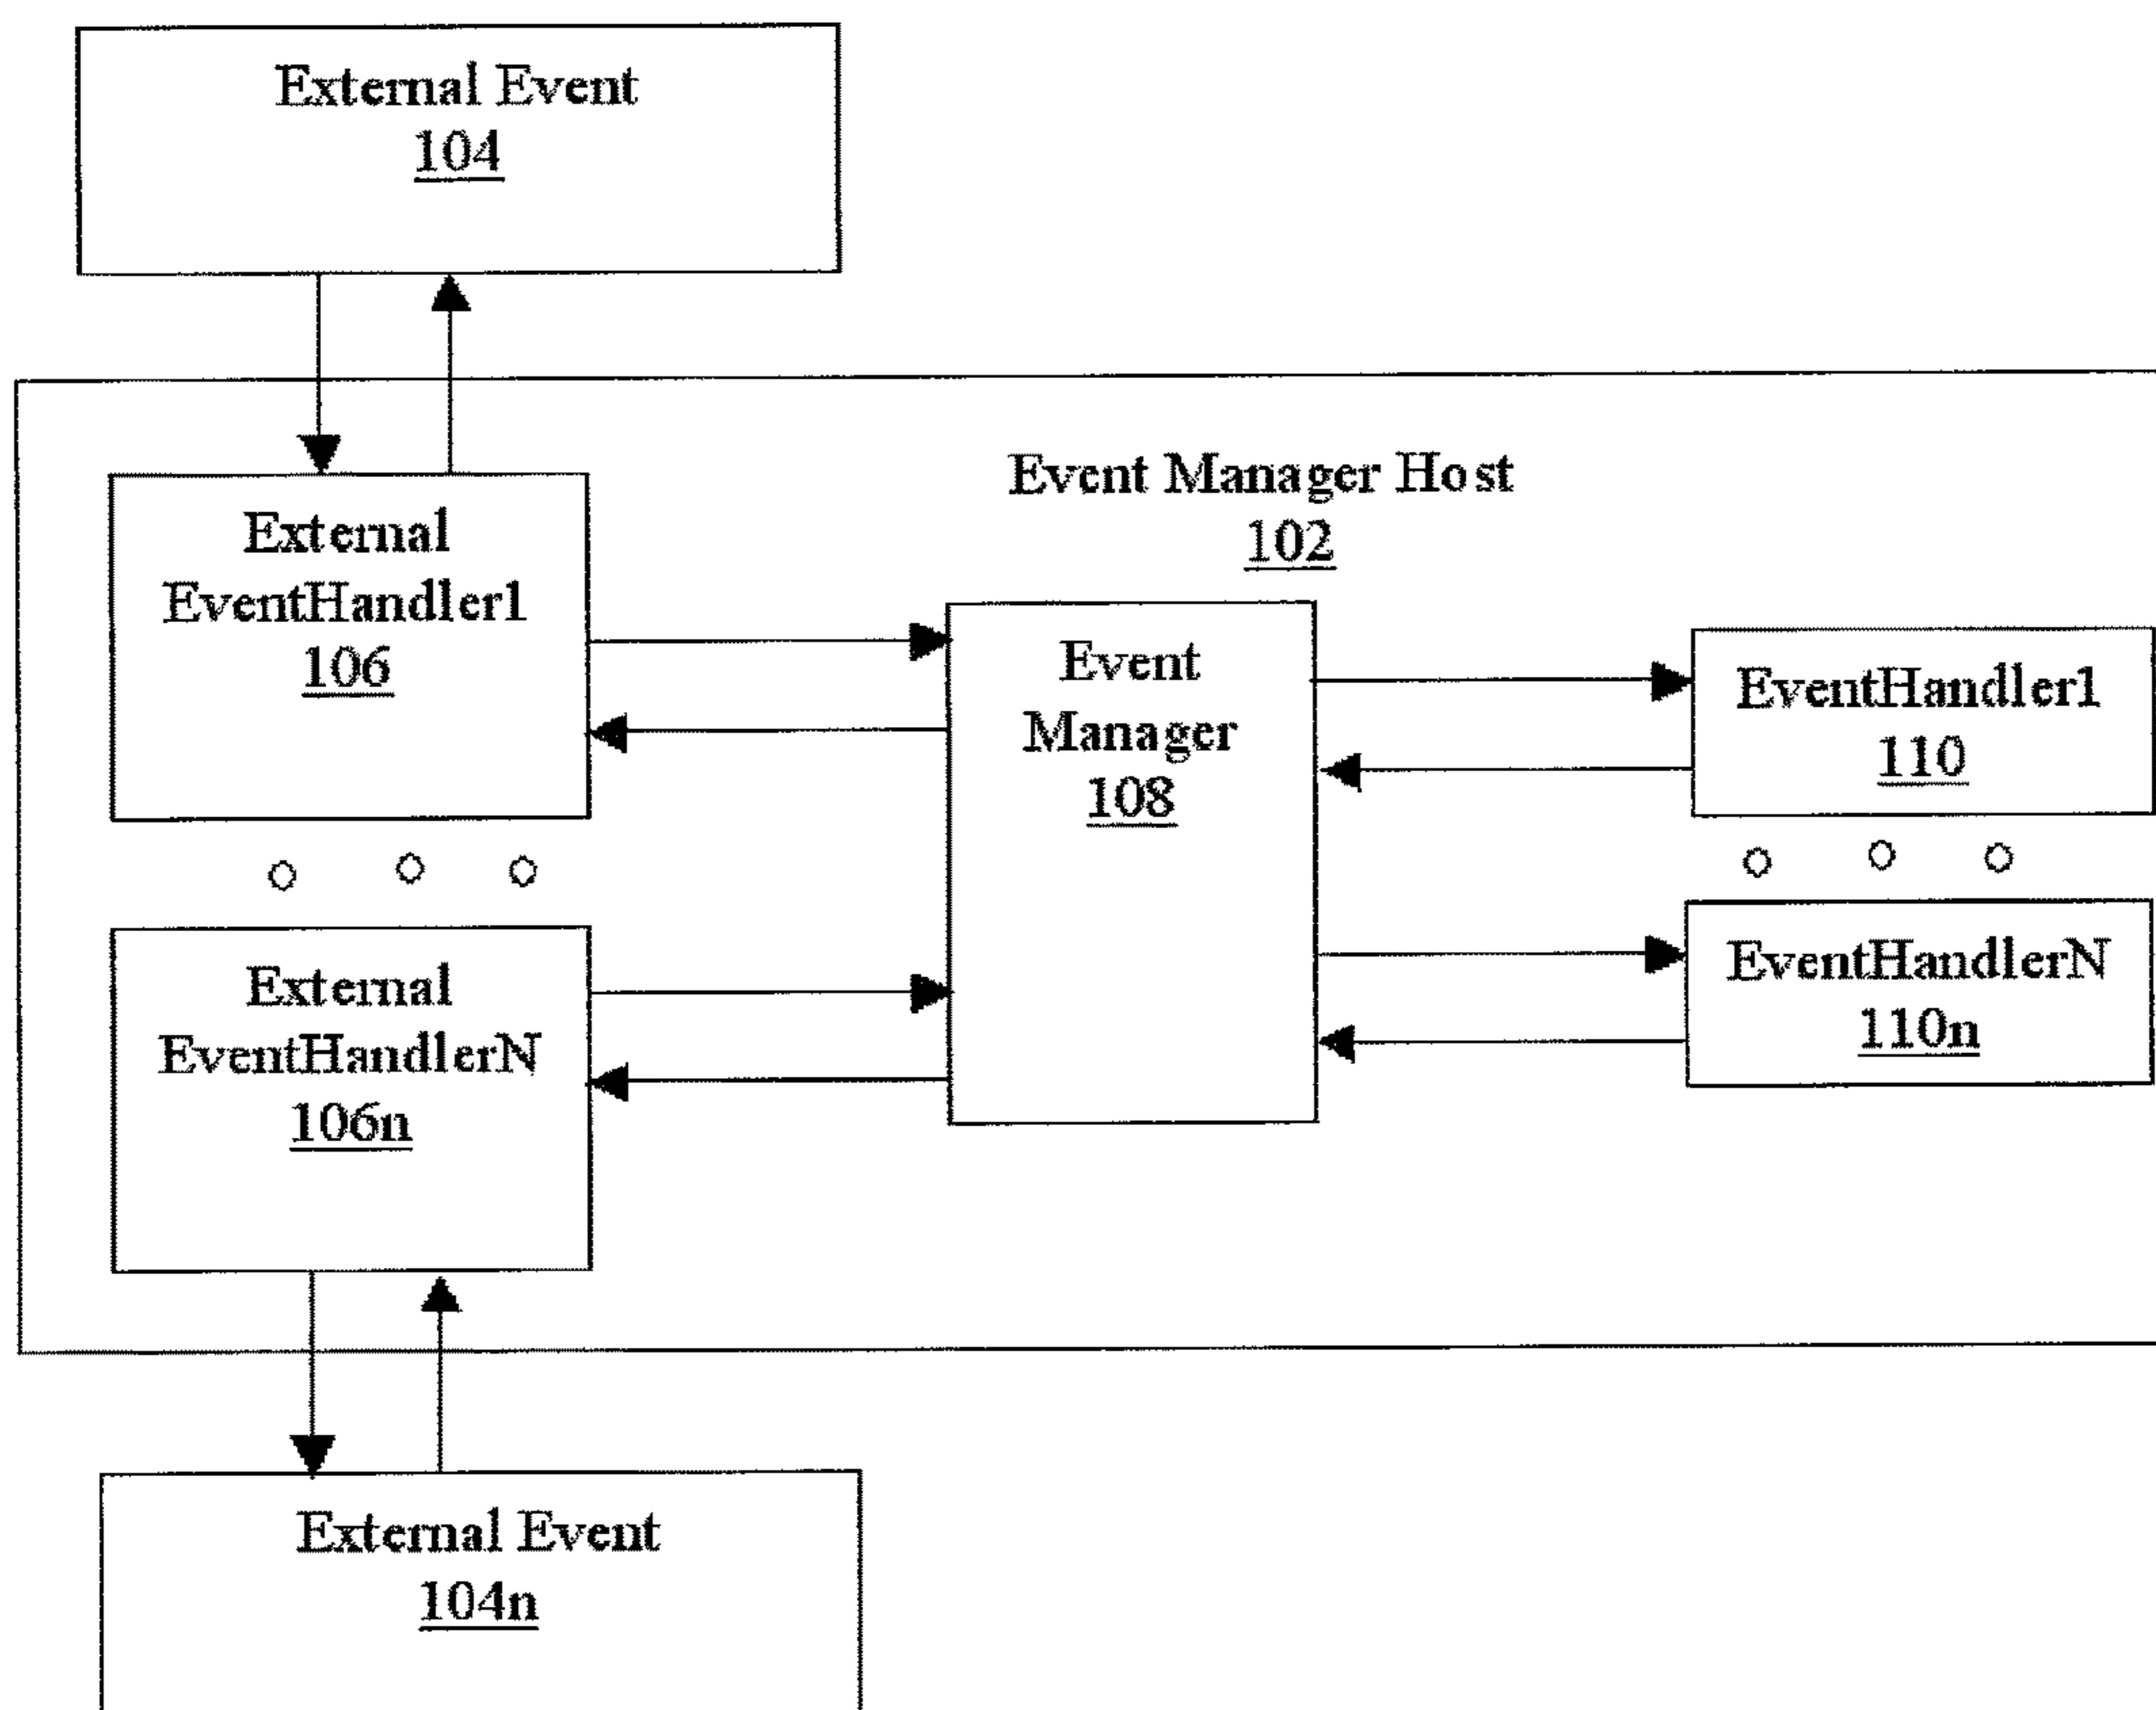 External Event
104
Event Manager Host
102
External
EventHandler1
106
Event
Manager
108
EventHandler1
110
External
EventHandlerN
106n
EventHandlerN
110n
External Event
104n